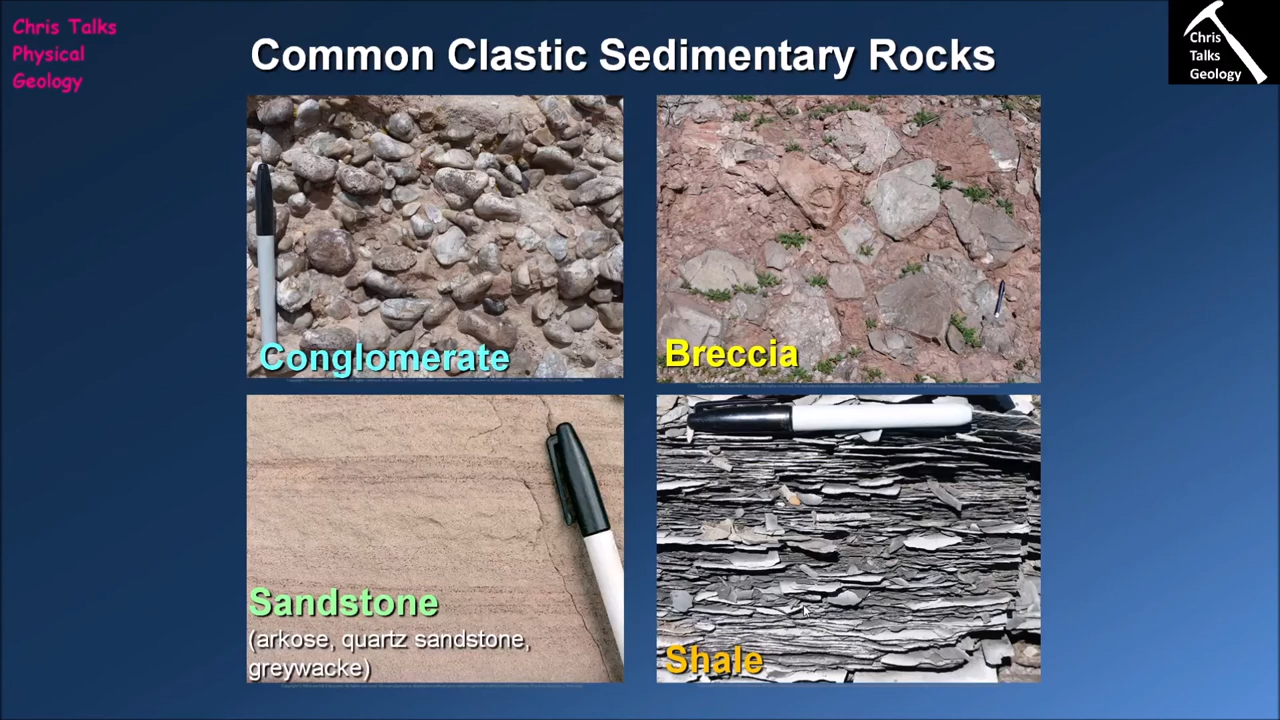 Chris Talks
Physical
Geology
Common Clastic Sedimentary Rocks
Chris
Talks
Geology
Conglomerate
Breccia
Sandstone
(arkose, quartz sandstone,
greywacke)
Shale